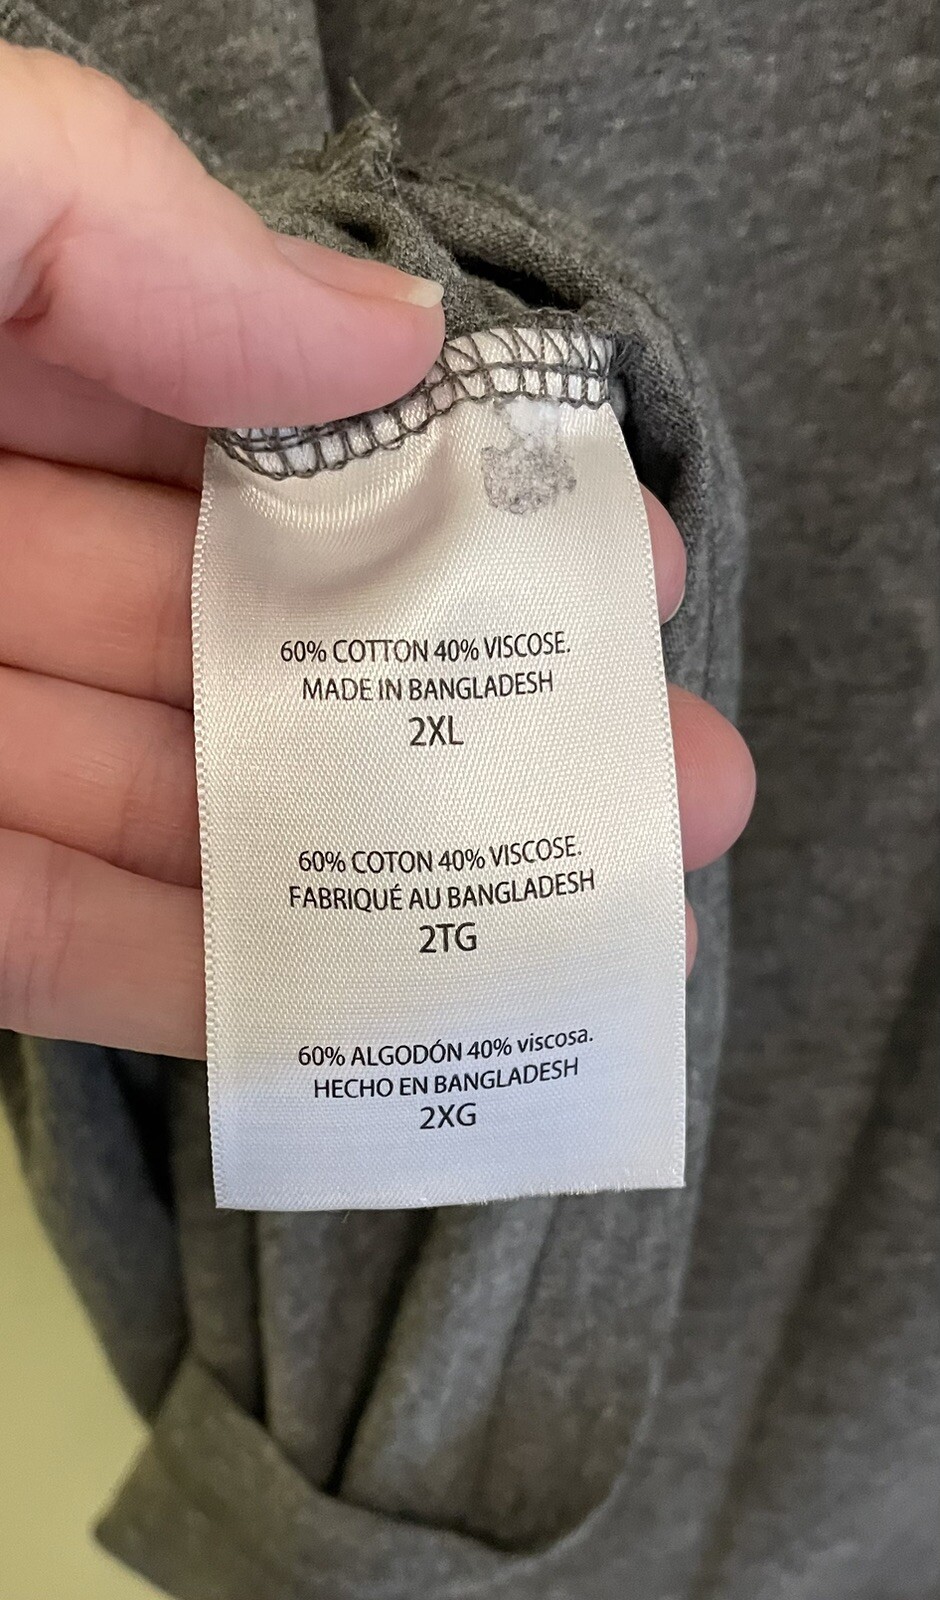 60% COTTON 40% VISCOSE.
MADE IN BANGLADESH
2XL
60% COTON 40% VISCOSE.
FABRIQUÉ AU BANGLADESH
2TG
60% ALGODÓN 40% viscosa.
HECHO EN BANGLADESH
2XG